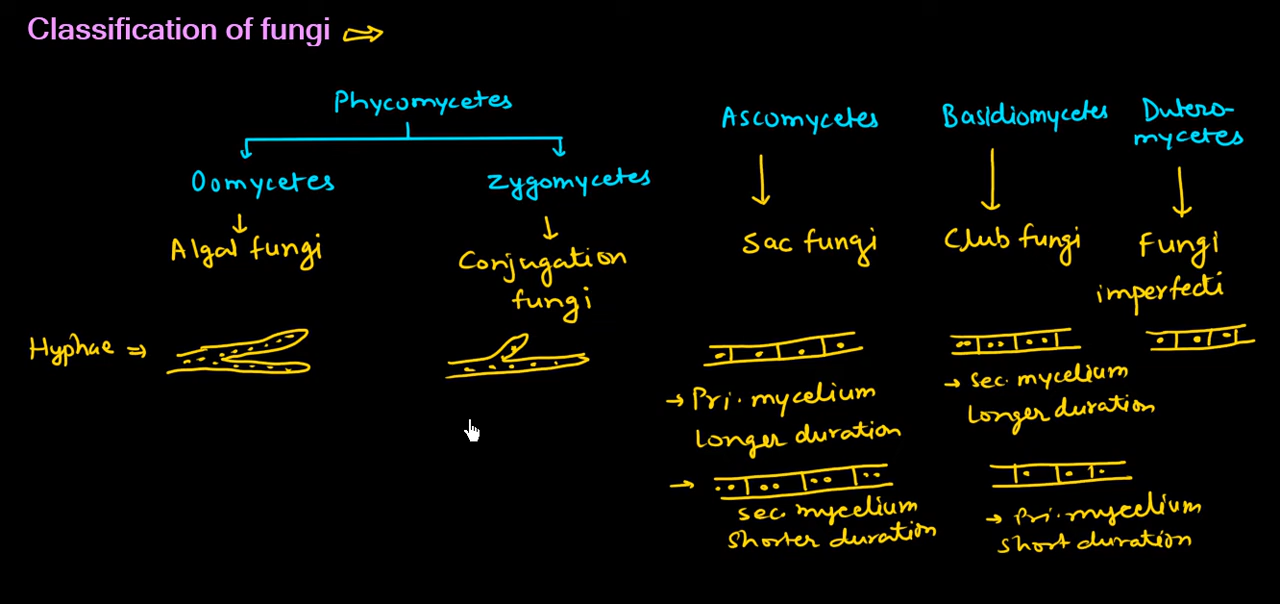 Classification of fungi
Phycomycetes
Oomycetes
Zygomycetes
Algal fungi
Conjugation
fungi
Ascomycetes
Sac fungi
Basidiomycetes
Club fungi
Dutero-
mycetes
Fungi
imperfecti
Hyphae ⇒
→ Pri. mycelium
Longer duration
→
sec. mycelium
shorter duration
→ sec. mycelium
Longer duration
→ Pri. mycelium
short duration